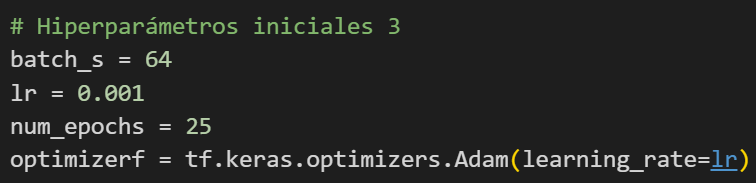 # Hiperparámetros iniciales 3
batch_s = 64
lr = 0.001
num_epochs = 25
optimizerf = tf.keras.optimizers.Adam(learning_rate=lr)